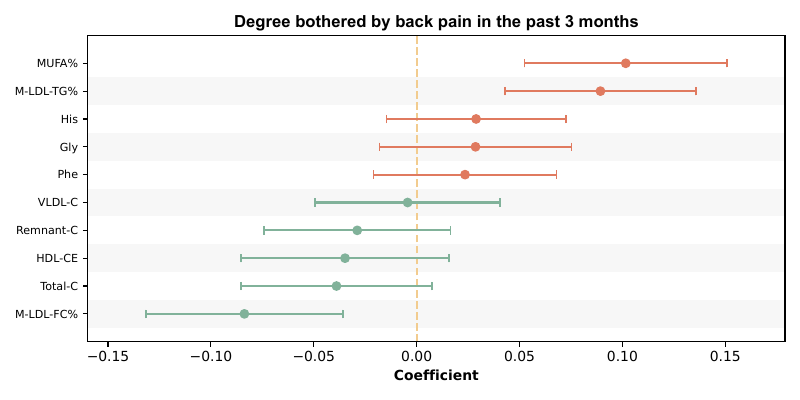 Degree bothered by back pain in the past 3 months
MUFA%
M-LDL-TG%
His
Gly
Phe
VLDL-C
Remnant-C
HDL-CE
Total-C
M-LDL-FC%
−0.15 −0.10 −0.05 0.00 0.05 0.10 0.15
Coefficient